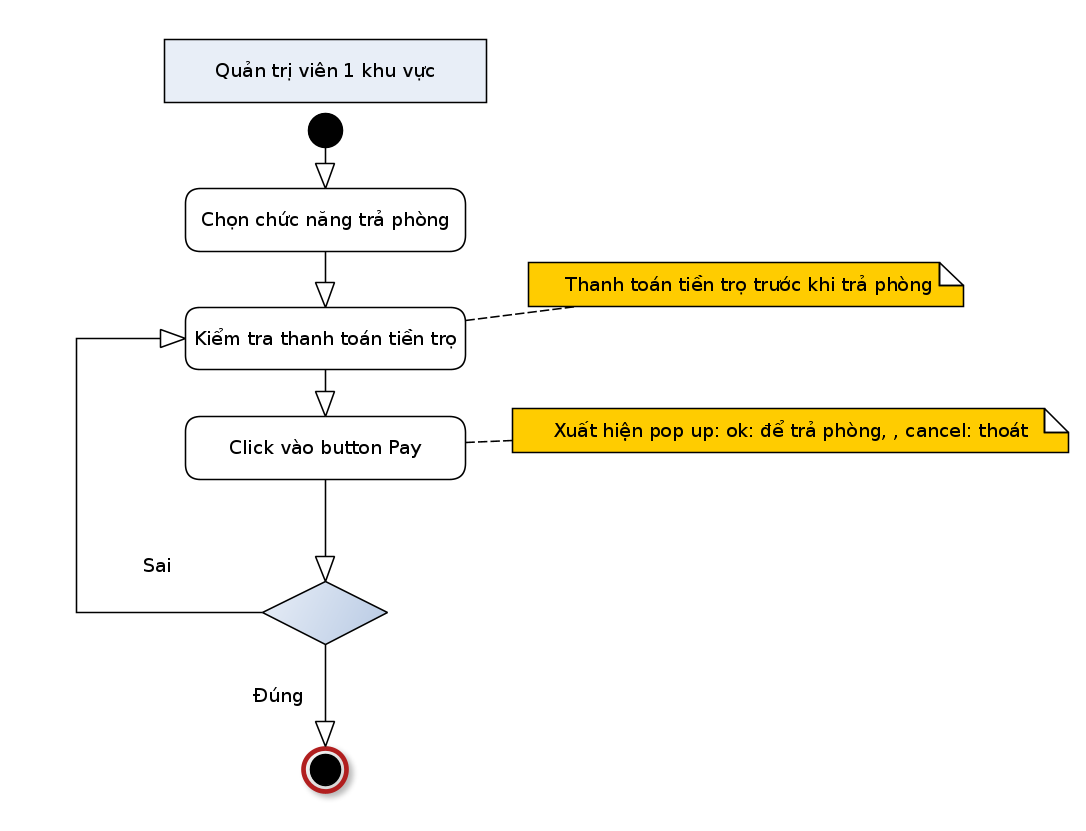 Quản trị viên 1 khu vực
Chọn chức năng trả phòng
Thanh toán tiền trọ trước khi trả phòng
Kiểm tra thanh toán tiền trọ
Xuất hiện pop up: ok: để trả phòng, , cancel: thoát
Click vào button Pay
Sai
Đúng